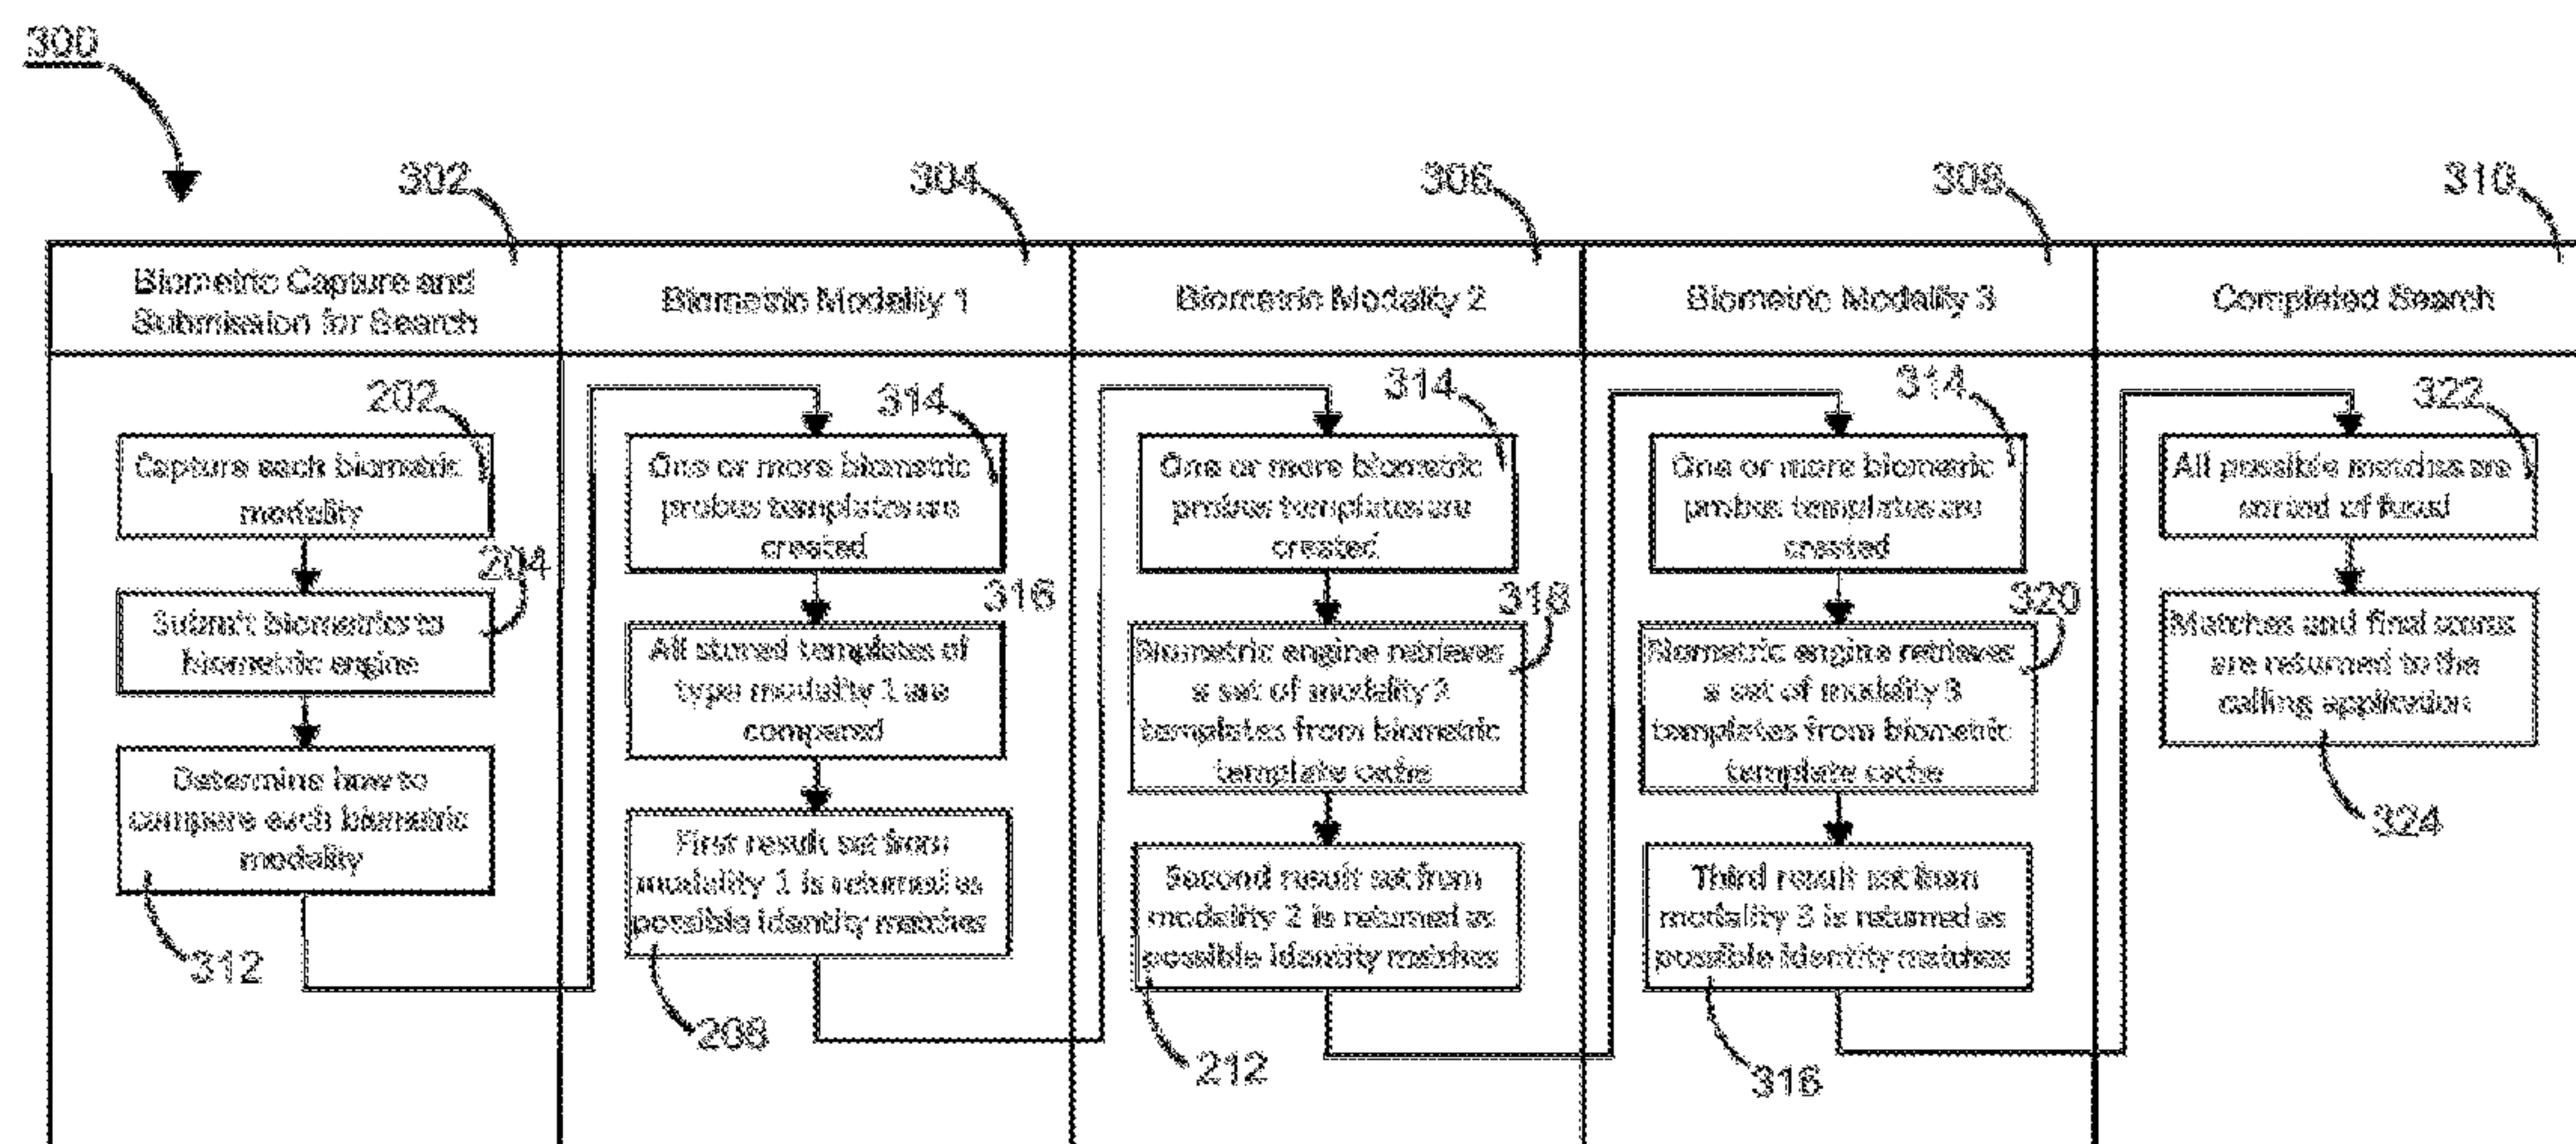 300
302
304
306
308
310
Biometric Capture and
Submission for Search
Biometric Modality 1
Biometric Modality 2
Biometric Modality 3
Completed Search
202
Capture each biometric
modality
204
Submit biometrics to
biometric engine
Determine how to
compare each biometric
modality
312
314
One or more biometric
probus templates are
created
316
All stored templates of
type modality 1 are
compared
First result set from
modality 1 is returned as
possible identity matches
208
314
One or more biometric
probus templates are
created
318
Biometric engine retrieves
a set of modality 2
templates from biometric
template cache
Second result set from
modality 2 is returned as
possible identity matches
212
314
One or more biometric
probus templates are
created
320
Biometric engine retrieves
a set of modality 3
templates from biometric
template cache
Third result set from
modality 3 is returned as
possible identity matches
316
322
All possible matches are
sorted of fused
Matches and final scores
are returned to the
calling application
324